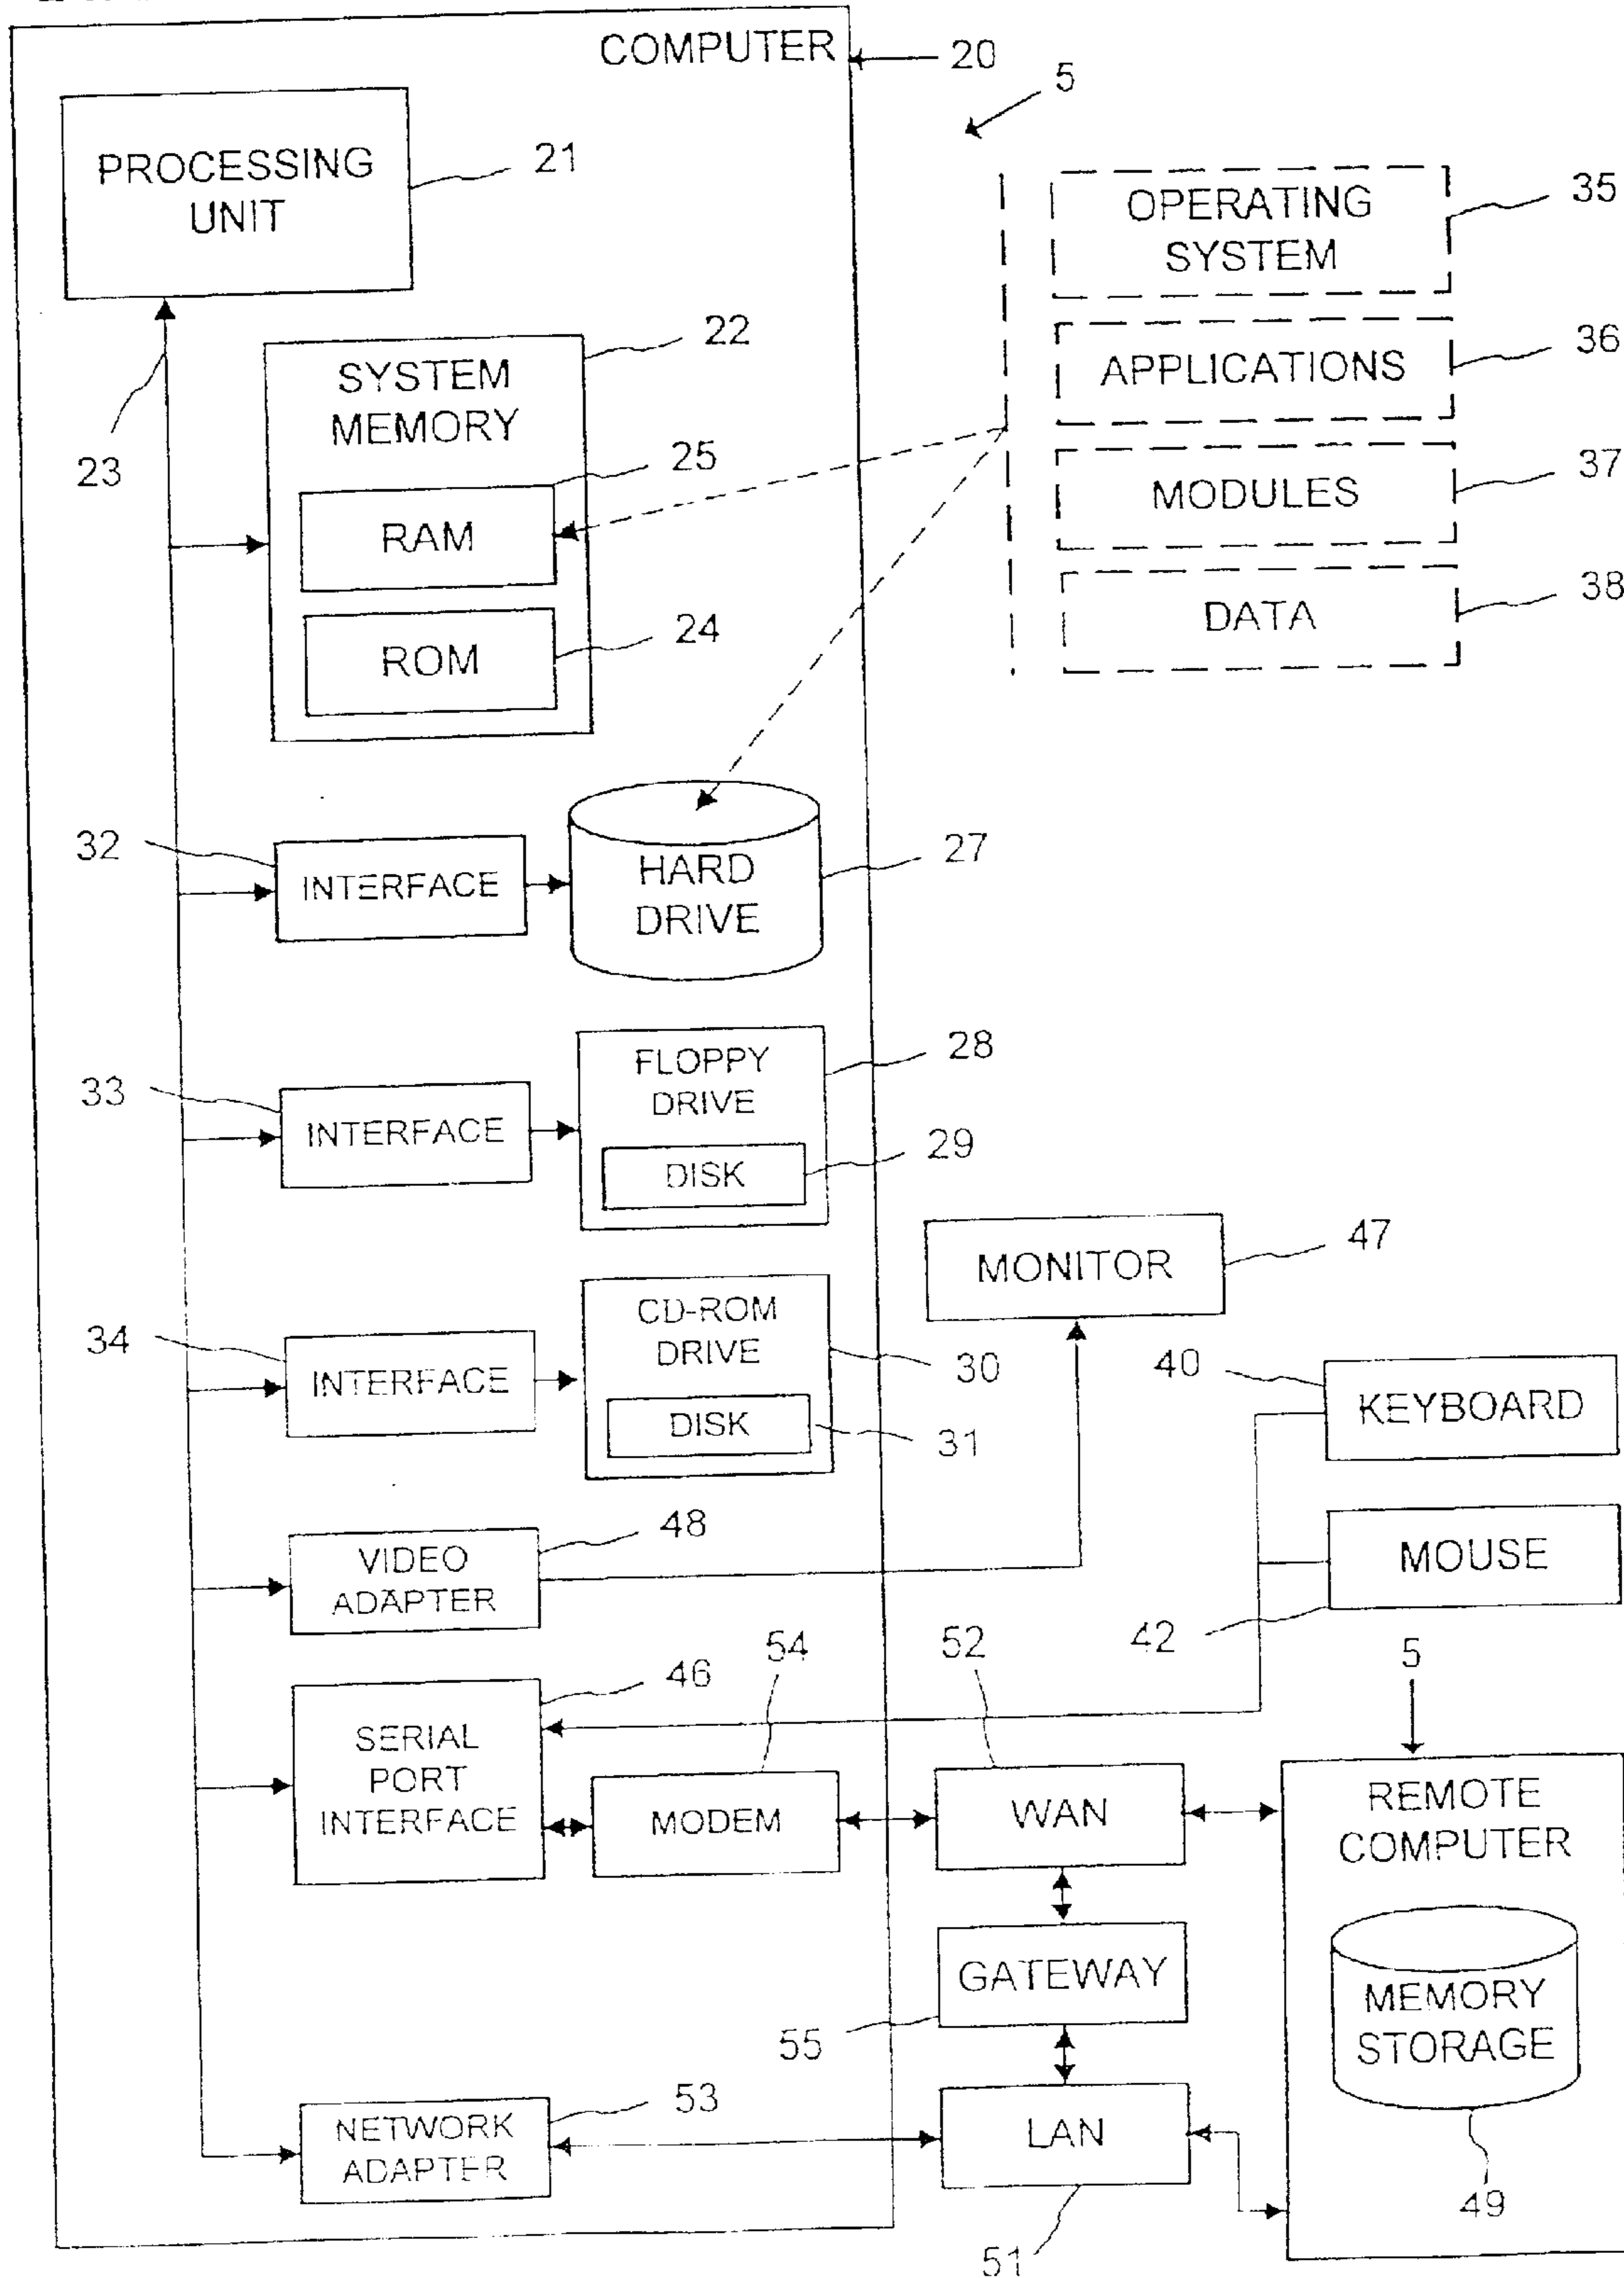 COMPUTER
20
5
PROCESSING
UNIT
21
OPERATING
SYSTEM
35
22
SYSTEM
MEMORY
APPLICATIONS
36
23
25
RAM
MODULES
37
24
ROM
DATA
38
32
INTERFACE
HARD
DRIVE
27
33
INTERFACE
FLOPPY
DRIVE
28
DISK
29
MONITOR
47
34
INTERFACE
CD-ROM
DRIVE
30
DISK
31
40
KEYBOARD
48
VIDEO
ADAPTER
MOUSE
42
46
54
52
5
SERIAL
PORT
INTERFACE
MODEM
WAN
REMOTE
COMPUTER
GATEWAY
55
MEMORY
STORAGE
49
53
NETWORK
ADAPTER
LAN
51